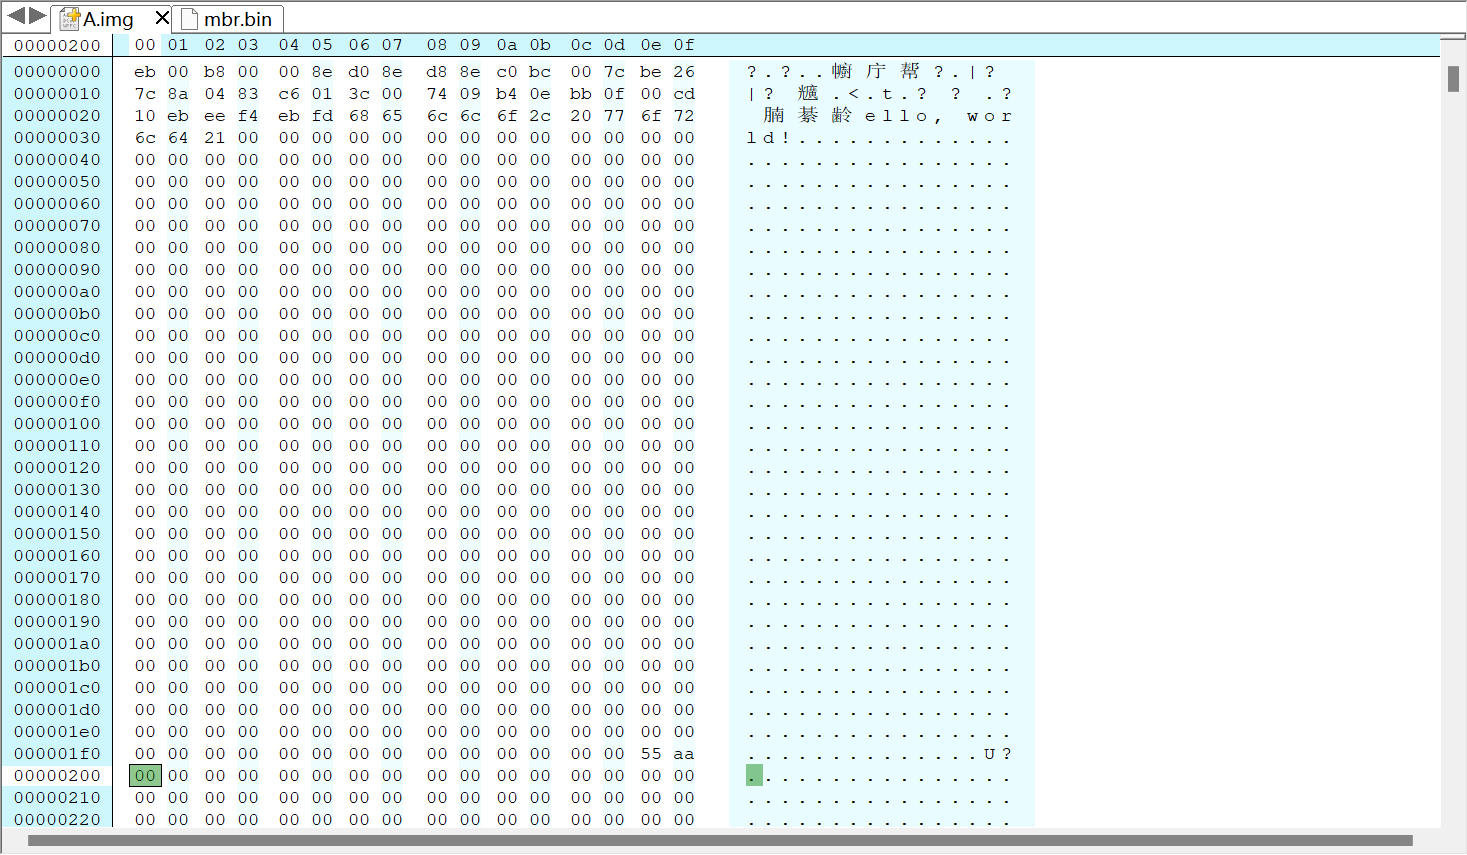 A.img mbr.bin
00000200 00 01 02 03 04 05 06 07 08 09 0a 0b 0c 0d 0e 0f
00000000 eb 00 b8 00 00 8e d0 8e d8 8e c0 bc 00 7c be 26 ?.?..幮庁帮?.|?
00000010 7c 8a 04 83 c6 01 3c 00 74 09 b4 0e bb 0f 00 cd |? .<.t.? ? .?
00000020 10 eb ee f4 eb fd 68 65 6c 6c 6f 2c 20 77 6f 72 腩綦龄ello, wor
00000030 6c 64 21 00 00 00 00 00 00 00 00 00 00 00 00 00 ld!.............
00000040 00 00 00 00 00 00 00 00 00 00 00 00 00 00 00 00 ................
00000050 00 00 00 00 00 00 00 00 00 00 00 00 00 00 00 00 ................
00000060 00 00 00 00 00 00 00 00 00 00 00 00 00 00 00 00 ................
00000070 00 00 00 00 00 00 00 00 00 00 00 00 00 00 00 00 ................
00000080 00 00 00 00 00 00 00 00 00 00 00 00 00 00 00 00 ................
00000090 00 00 00 00 00 00 00 00 00 00 00 00 00 00 00 00 ................
000000a0 00 00 00 00 00 00 00 00 00 00 00 00 00 00 00 00 ................
000000b0 00 00 00 00 00 00 00 00 00 00 00 00 00 00 00 00 ................
000000c0 00 00 00 00 00 00 00 00 00 00 00 00 00 00 00 00 ................
000000d0 00 00 00 00 00 00 00 00 00 00 00 00 00 00 00 00 ................
000000e0 00 00 00 00 00 00 00 00 00 00 00 00 00 00 00 00 ................
000000f0 00 00 00 00 00 00 00 00 00 00 00 00 00 00 00 00 ................
00000100 00 00 00 00 00 00 00 00 00 00 00 00 00 00 00 00 ................
00000110 00 00 00 00 00 00 00 00 00 00 00 00 00 00 00 00 ................
00000120 00 00 00 00 00 00 00 00 00 00 00 00 00 00 00 00 ................
00000130 00 00 00 00 00 00 00 00 00 00 00 00 00 00 00 00 ................
00000140 00 00 00 00 00 00 00 00 00 00 00 00 00 00 00 00 ................
00000150 00 00 00 00 00 00 00 00 00 00 00 00 00 00 00 00 ................
00000160 00 00 00 00 00 00 00 00 00 00 00 00 00 00 00 00 ................
00000170 00 00 00 00 00 00 00 00 00 00 00 00 00 00 00 00 ................
00000180 00 00 00 00 00 00 00 00 00 00 00 00 00 00 00 00 ................
00000190 00 00 00 00 00 00 00 00 00 00 00 00 00 00 00 00 ................
000001a0 00 00 00 00 00 00 00 00 00 00 00 00 00 00 00 00 ................
000001b0 00 00 00 00 00 00 00 00 00 00 00 00 00 00 00 00 ................
000001c0 00 00 00 00 00 00 00 00 00 00 00 00 00 00 00 00 ................
000001d0 00 00 00 00 00 00 00 00 00 00 00 00 00 00 00 00 ................
000001e0 00 00 00 00 00 00 00 00 00 00 00 00 00 00 00 00 ................
000001f0 00 00 00 00 00 00 00 00 00 00 00 00 00 00 55 aa ..............U?
00000200 00 00 00 00 00 00 00 00 00 00 00 00 00 00 00 00 ................
00000210 00 00 00 00 00 00 00 00 00 00 00 00 00 00 00 00 ................
00000220 00 00 00 00 00 00 00 00 00 00 00 00 00 00 00 00 ................